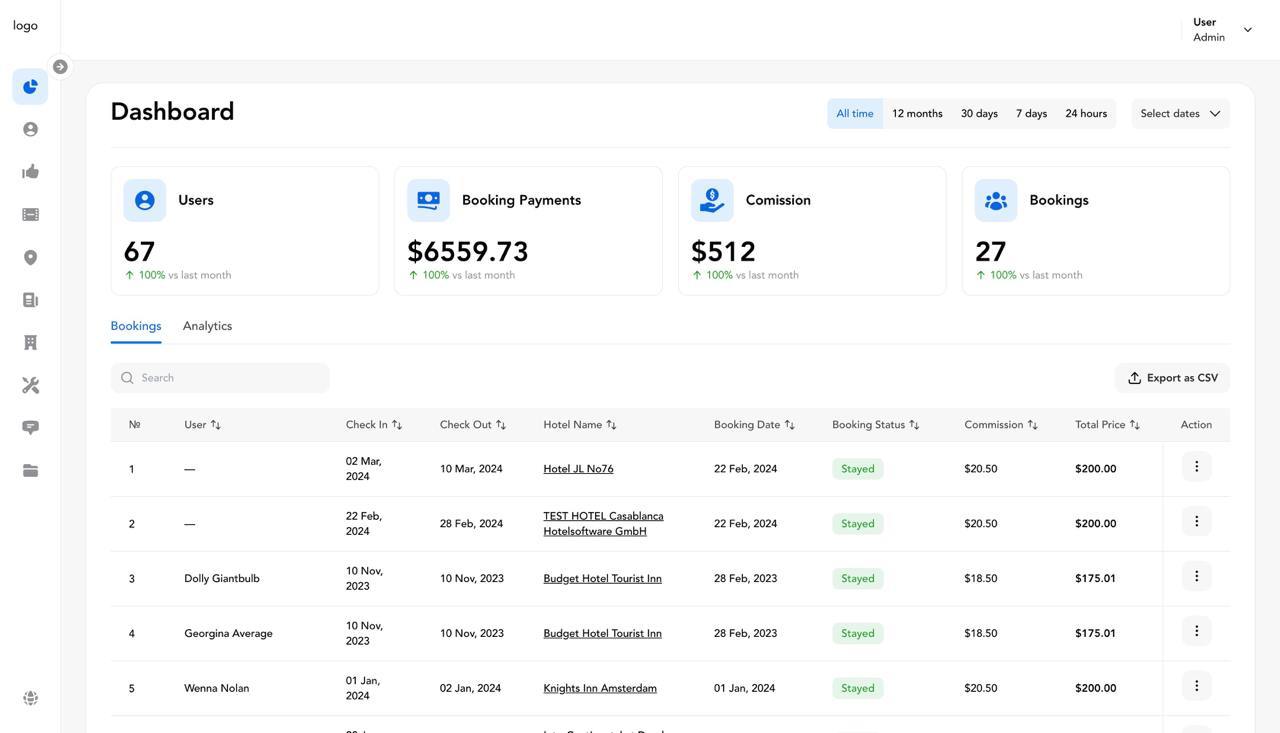 logo
User
Admin
Dashboard
All time 12 months 30 days 7 days 24 hours Select dates
Users
67
100% vs last month
Booking Payments
$6559.73
100% vs last month
Comission
$512
100% vs last month
Bookings
27
100% vs last month
Bookings Analytics
Search
Export as CSV
№ User Check In Check Out Hotel Name Booking Date Booking Status Commission Total Price Action
1 — 02 Mar, 2024 10 Mar, 2024 Hotel JL No76 22 Feb, 2024 Stayed $20.50 $200.00
2 — 22 Feb, 2024 28 Feb, 2024 TEST HOTEL Casablanca Hotelsoftware GmbH 22 Feb, 2024 Stayed $20.50 $200.00
3 Dolly Giantbulb 10 Nov, 2023 10 Nov, 2023 Budget Hotel Tourist Inn 28 Feb, 2023 Stayed $18.50 $175.01
4 Georgina Average 10 Nov, 2023 10 Nov, 2023 Budget Hotel Tourist Inn 28 Feb, 2023 Stayed $18.50 $175.01
5 Wenna Nolan 01 Jan, 2024 02 Jan, 2024 Knights Inn Amsterdam 01 Jan, 2024 Stayed $20.50 $200.00